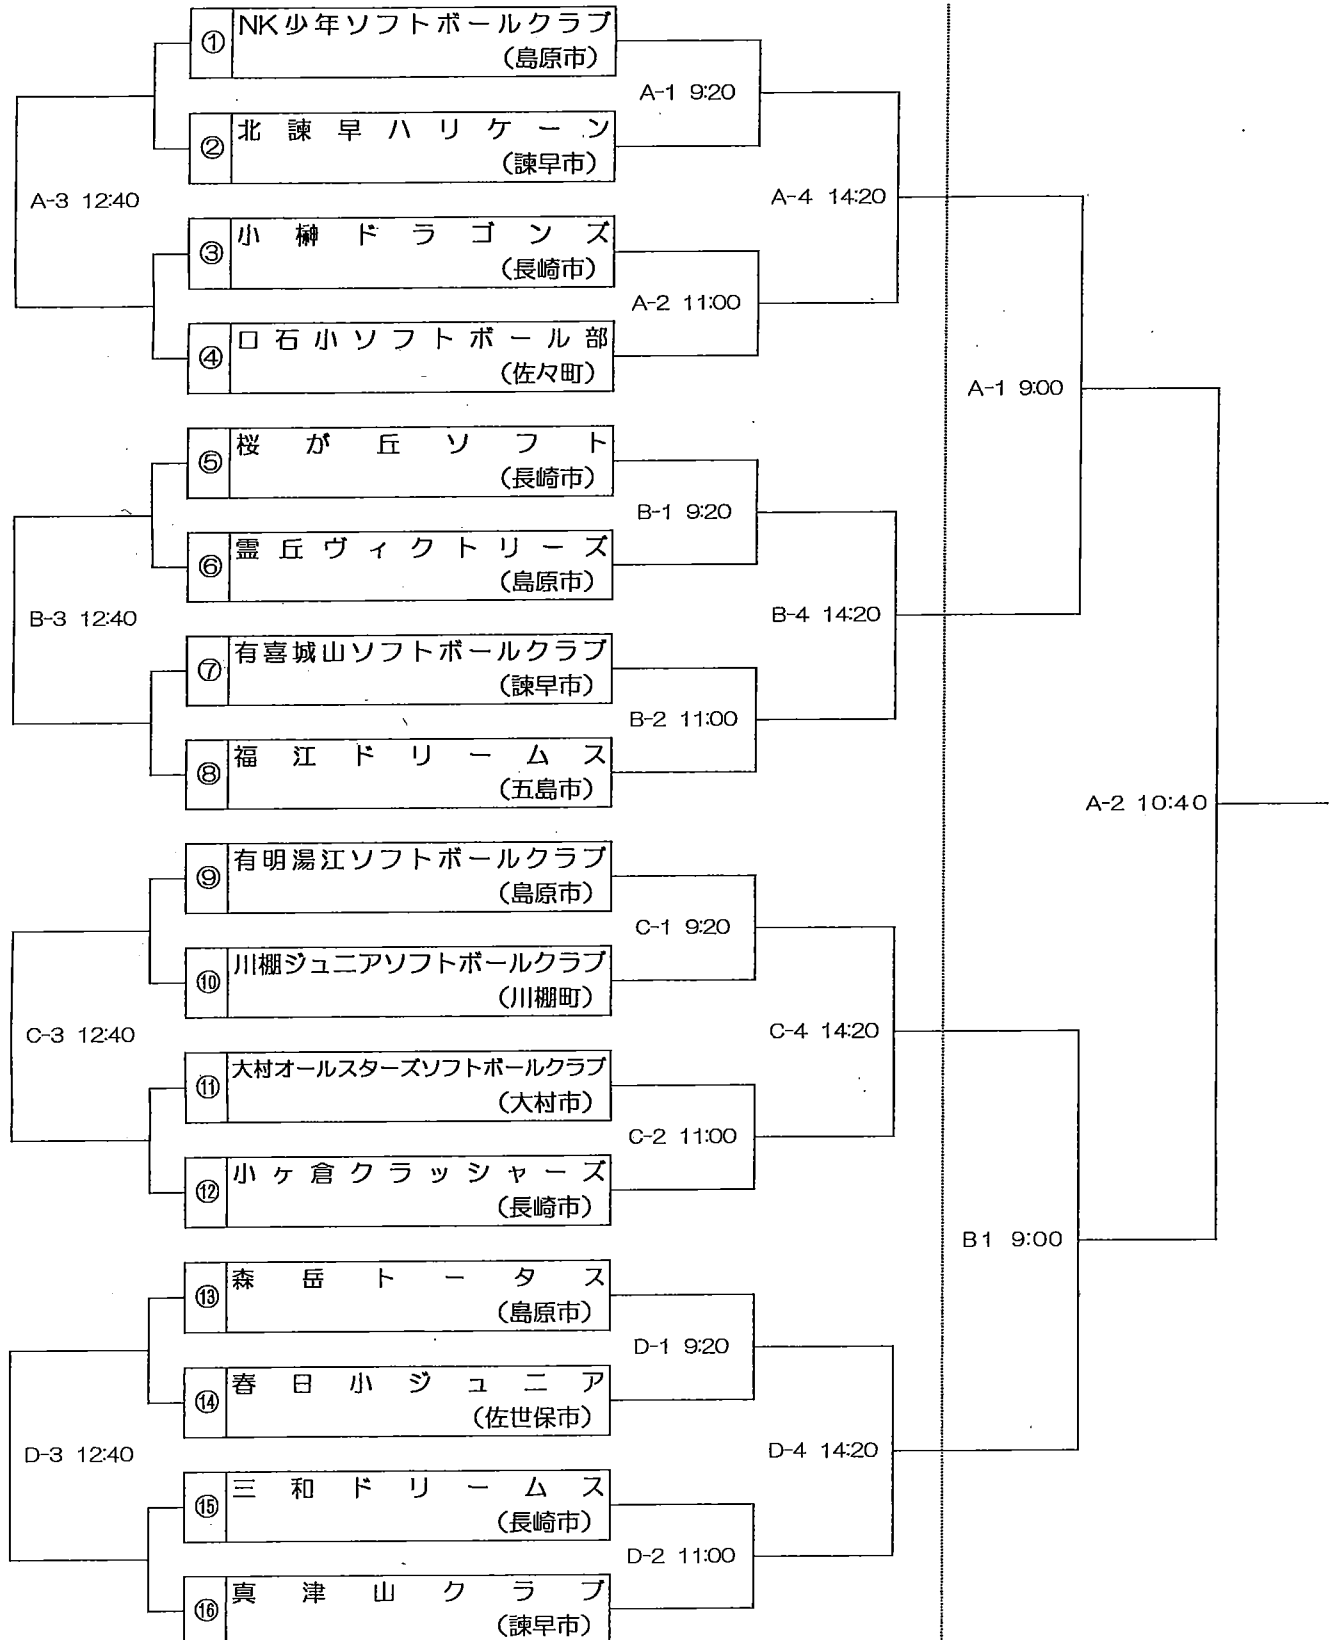 ① NK少年ソフトボールクラブ
(島原市)
A-1 9:20
② 北諫早ハリケーン
(諫早市)
A-3 12:40
A-4 14:20
③ 小榊ドラゴンズ
(長崎市)
A-2 11:00
④ 口石小ソフトボール部
(佐々町)
A-1 9:00
⑤ 桜が丘ソフト
(長崎市)
B-1 9:20
⑥ 霊丘ヴィクトリーズ
(島原市)
B-3 12:40
B-4 14:20
⑦ 有喜城山ソフトボールクラブ
(諫早市)
B-2 11:00
⑧ 福江ドリームス
(五島市)
A-2 10:40
⑨ 有明湯江ソフトボールクラブ
(島原市)
C-1 9:20
⑩ 川棚ジュニアソフトボールクラブ
(川棚町)
C-3 12:40
C-4 14:20
⑪ 大村オールスターズソフトボールクラブ
(大村市)
C-2 11:00
⑫ 小ヶ倉クラッシャーズ
(長崎市)
B1 9:00
⑬ 森岳トータス
(島原市)
D-1 9:20
⑭ 春日小ジュニア
(佐世保市)
D-3 12:40
D-4 14:20
⑮ 三和ドリームス
(長崎市)
D-2 11:00
⑯ 真津山クラブ
(諫早市)